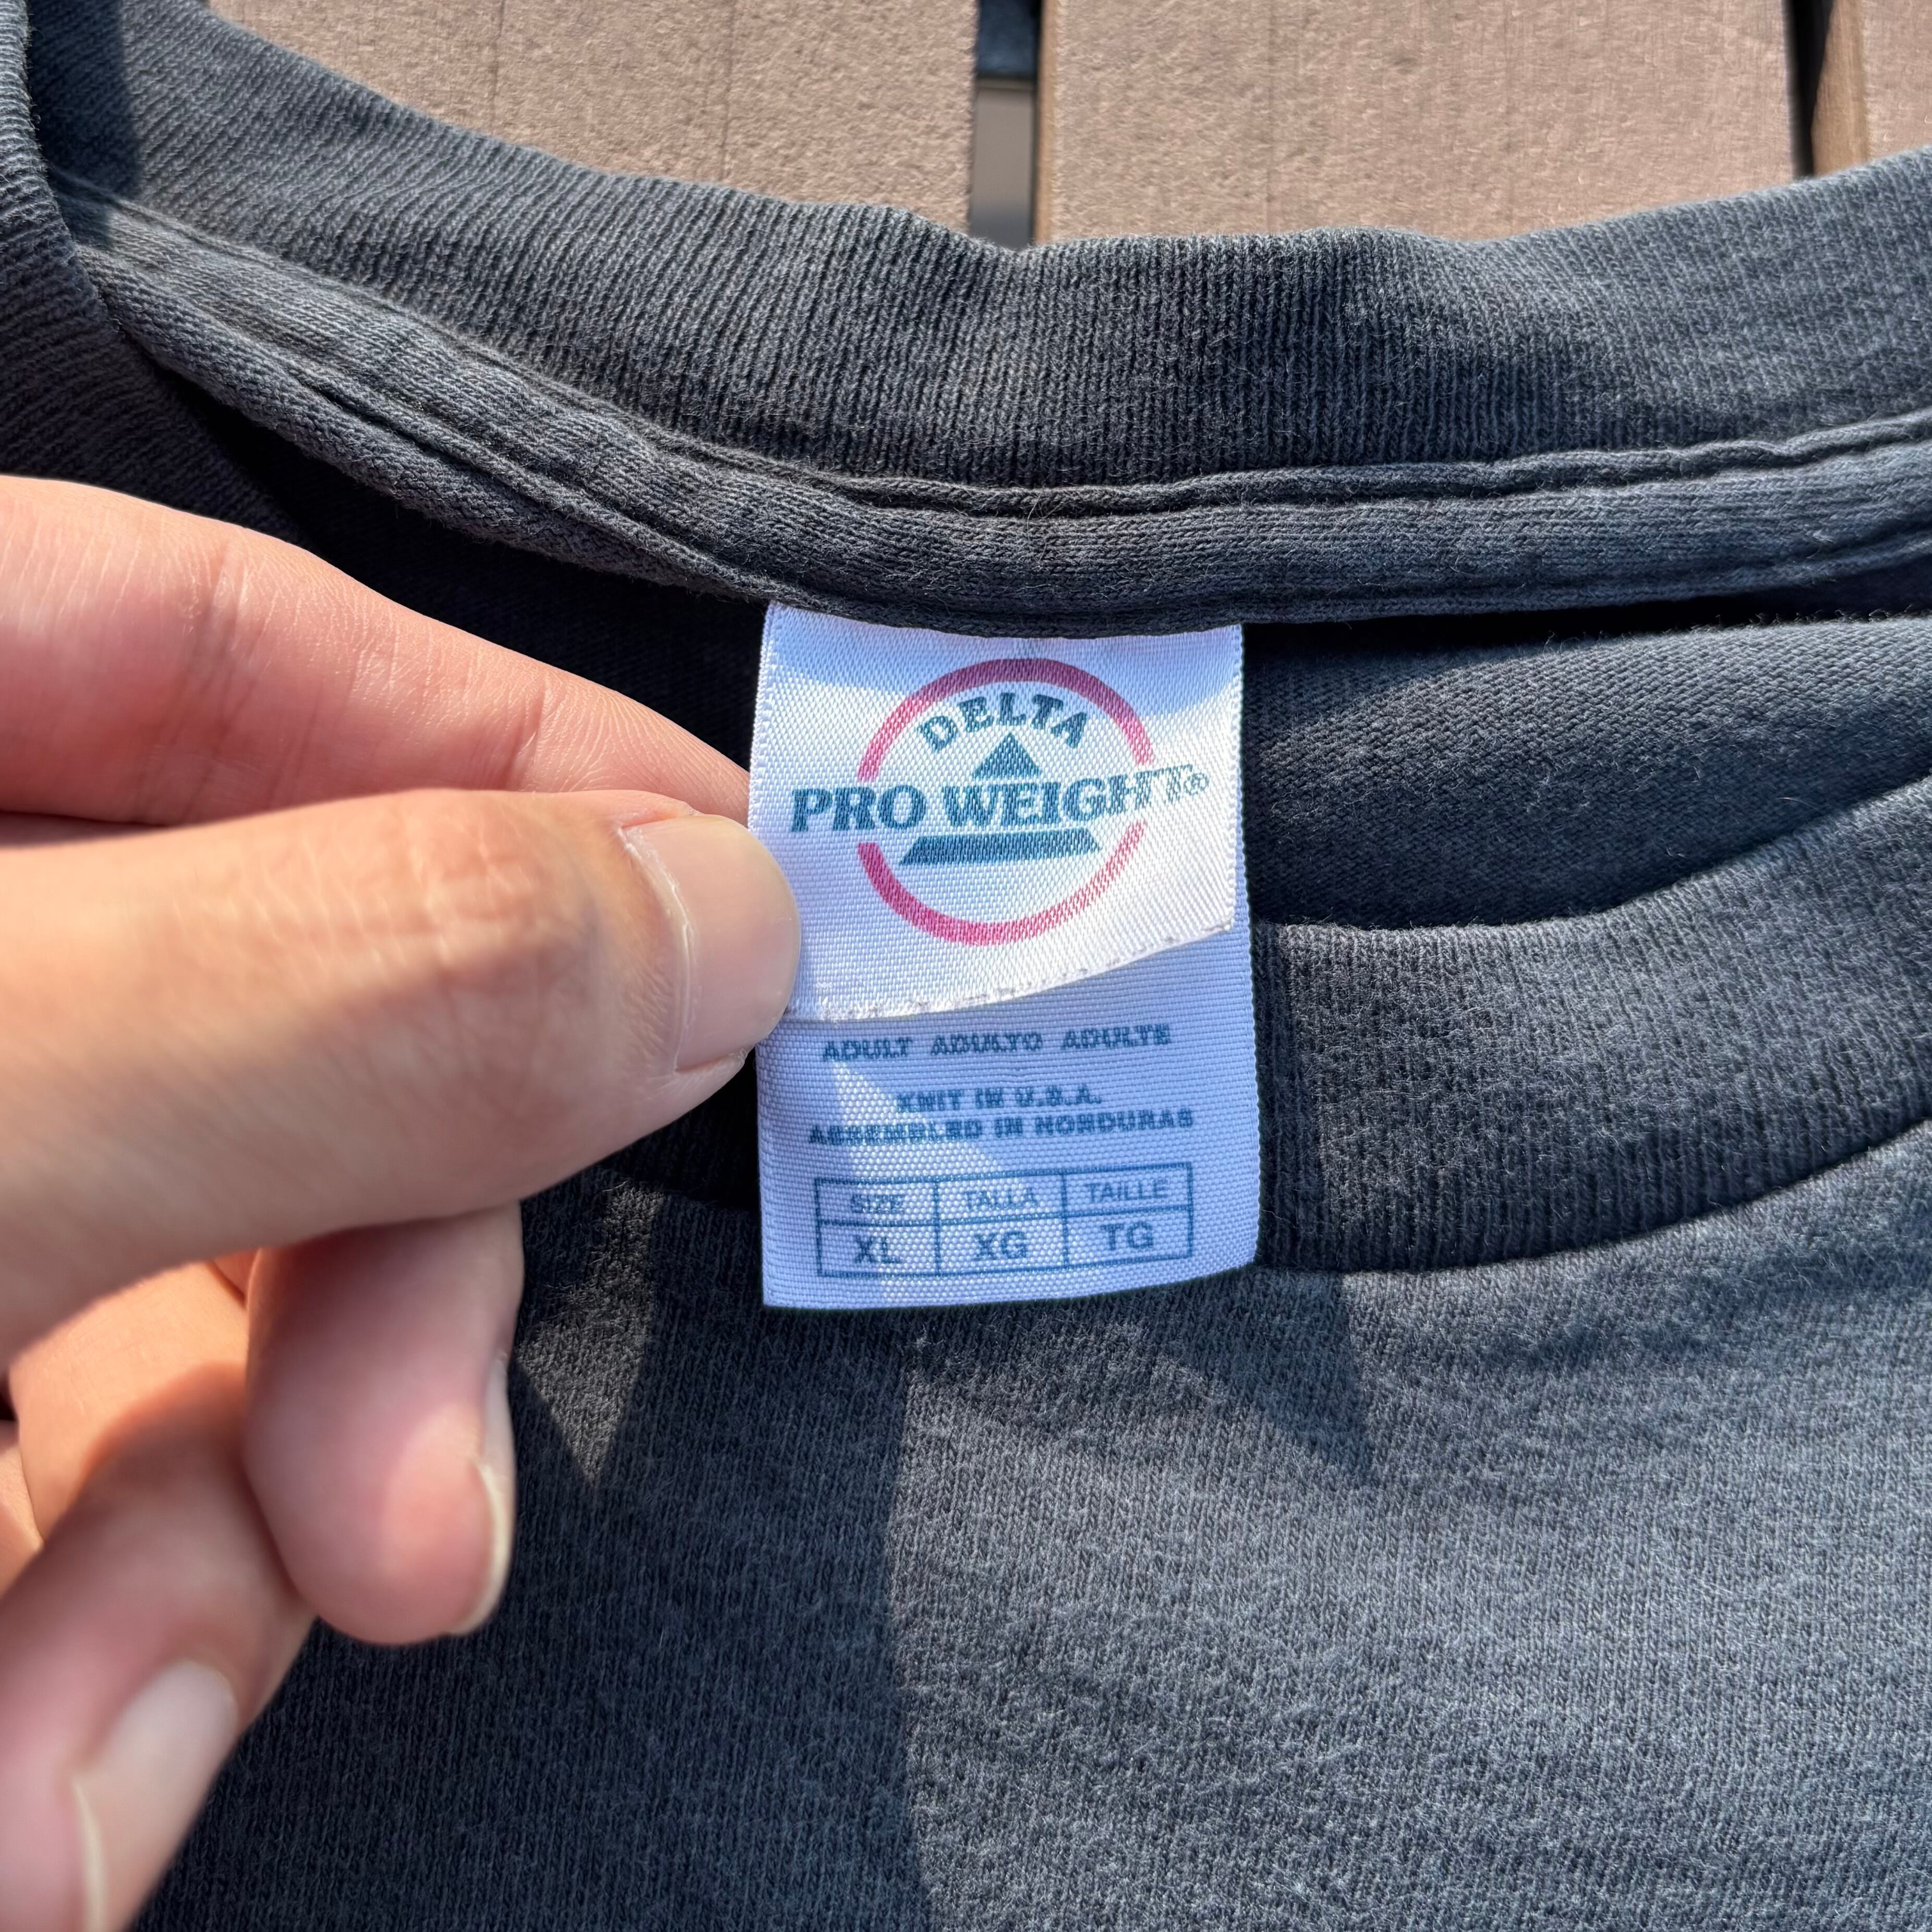 DELTA
PRO WEIGHT®
ADULT ADULTO ADULTE
KNIT IN U.S.A.
ASSEMBLED IN HONDURAS
SIZE TALLA TAILLE
XL XG TG